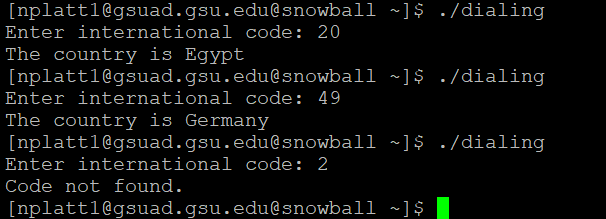 [nplatt1@gsuad.gsu.edu@snowball ~]$ ./dialing
Enter international code: 20
The country is Egypt
[nplatt1@gsuad.gsu.edu@snowball ~]$ ./dialing
Enter international code: 49
The country is Germany
[nplatt1@gsuad.gsu.edu@snowball ~]$ ./dialing
Enter international code: 2
Code not found.
[nplatt1@gsuad.gsu.edu@snowball ~]$